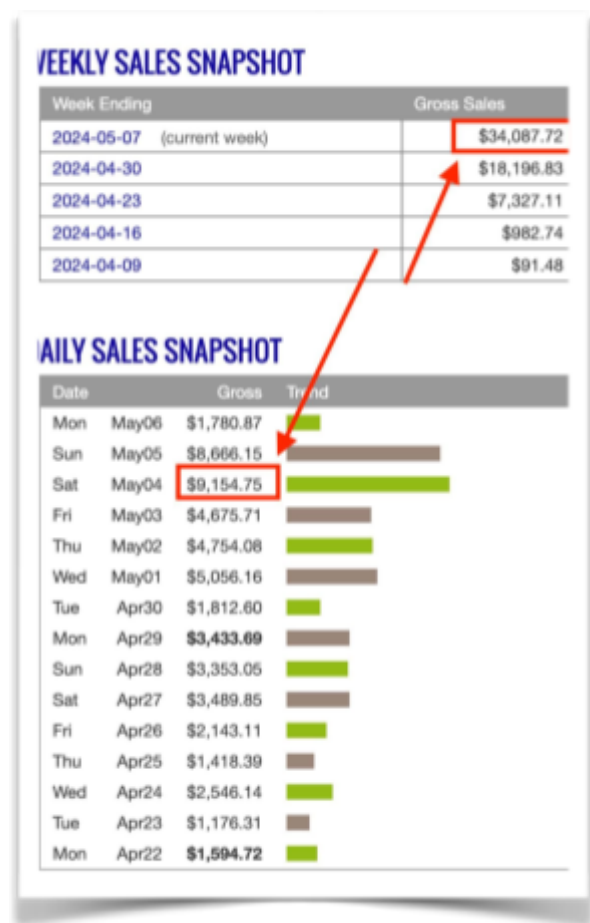 WEEKLY SALES SNAPSHOT
Week Ending Gross Sales
2024-05-07 (current week) $34,087.72
2024-04-30 $18,196.83
2024-04-23 $7,327.11
2024-04-16 $982.74
2024-04-09 $91.48
DAILY SALES SNAPSHOT
Date Gross Trend
Mon May06 $1,780.87
Sun May05 $8,666.15
Sat May04 $9,154.75
Fri May03 $4,675.71
Thu May02 $4,754.08
Wed May01 $5,056.16
Tue Apr30 $1,812.60
Mon Apr29 $3,433.69
Sun Apr28 $3,353.05
Sat Apr27 $3,489.85
Fri Apr26 $2,143.11
Thu Apr25 $1,418.39
Wed Apr24 $2,546.14
Tue Apr23 $1,176.31
Mon Apr22 $1,594.72